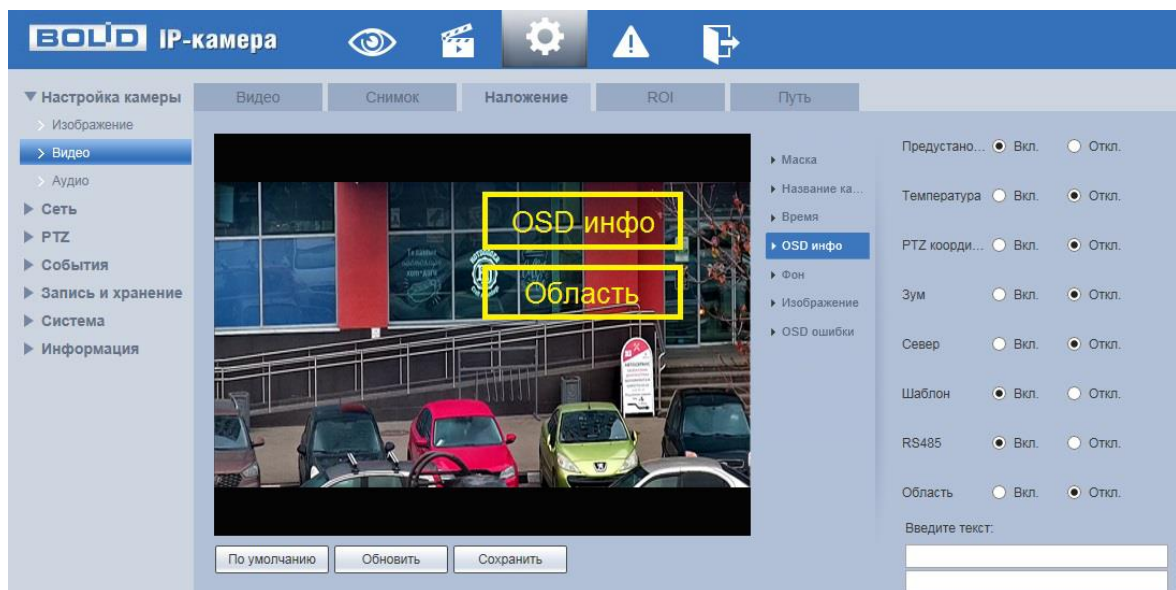 BOLID IP-камера
Настройка камеры
Изображение
Видео
Аудио
Сеть
PTZ
События
Запись и хранение
Система
Информация
Видео Снимок Наложение ROI Путь
OSD инфо
Область
Маска
Название ка...
Время
OSD инфо
Фон
Изображение
OSD ошибки
Предустано... Вкл. Откл.
Температура Вкл. Откл.
PTZ коорди... Вкл. Откл.
Зум Вкл. Откл.
Север Вкл. Откл.
Шаблон Вкл. Откл.
RS485 Вкл. Откл.
Область Вкл. Откл.
Введите текст:
По умолчанию Обновить Сохранить